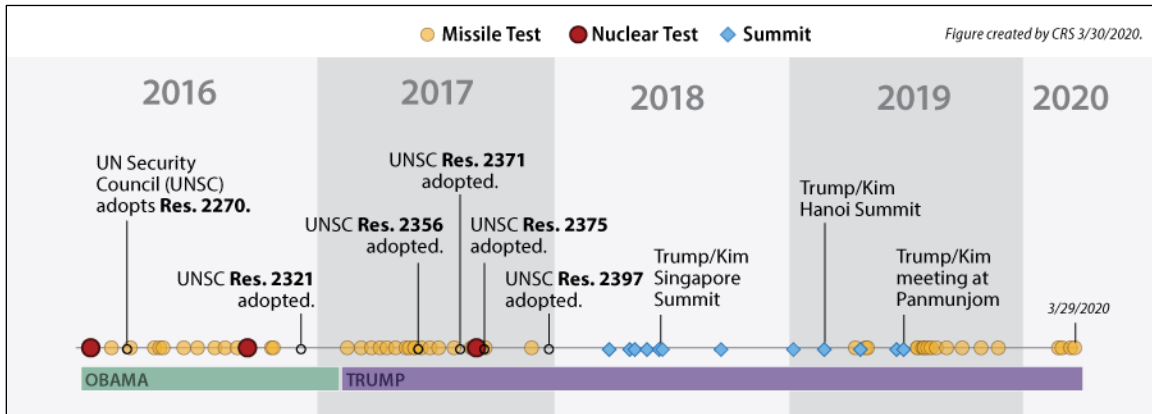 Missile Test Nuclear Test Summit
Figure created by CRS 3/30/2020.
2016 2017 2018 2019 2020
UN Security
Council (UNSC)
adopts Res. 2270.
UNSC Res. 2321
adopted.
UNSC Res. 2356
adopted.
UNSC Res. 2371
adopted.
UNSC Res. 2375
adopted.
UNSC Res. 2397
adopted.
Trump/Kim
Singapore
Summit
Trump/Kim
Hanoi Summit
Trump/Kim
meeting at
Panmunjom
3/29/2020
OBAMA
TRUMP